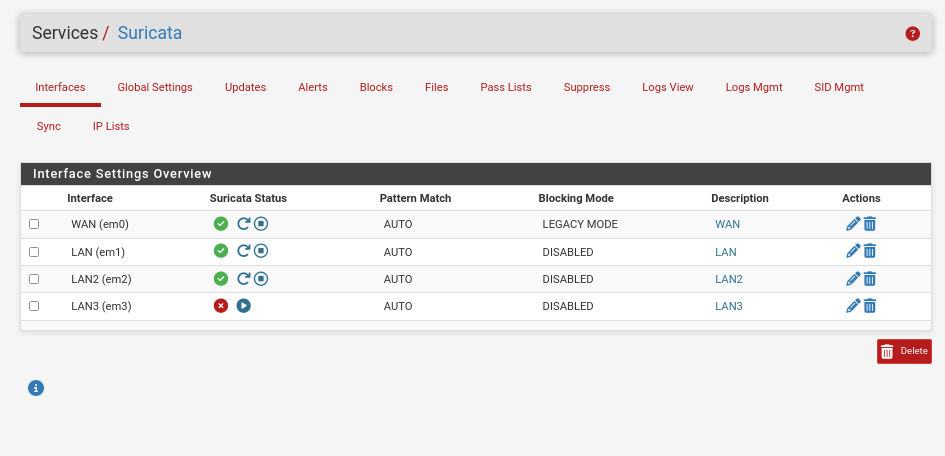 Services / Suricata ?
Interfaces Global Settings Updates Alerts Blocks Files Pass Lists Suppress Logs View Logs Mgmt SID Mgmt
Sync IP Lists
Interface Settings Overview
Interface Suricata Status Pattern Match Blocking Mode Description Actions
WAN (em0) AUTO LEGACY MODE WAN
LAN (em1) AUTO DISABLED LAN
LAN2 (em2) AUTO DISABLED LAN2
LAN3 (em3) AUTO DISABLED LAN3
Delete
i